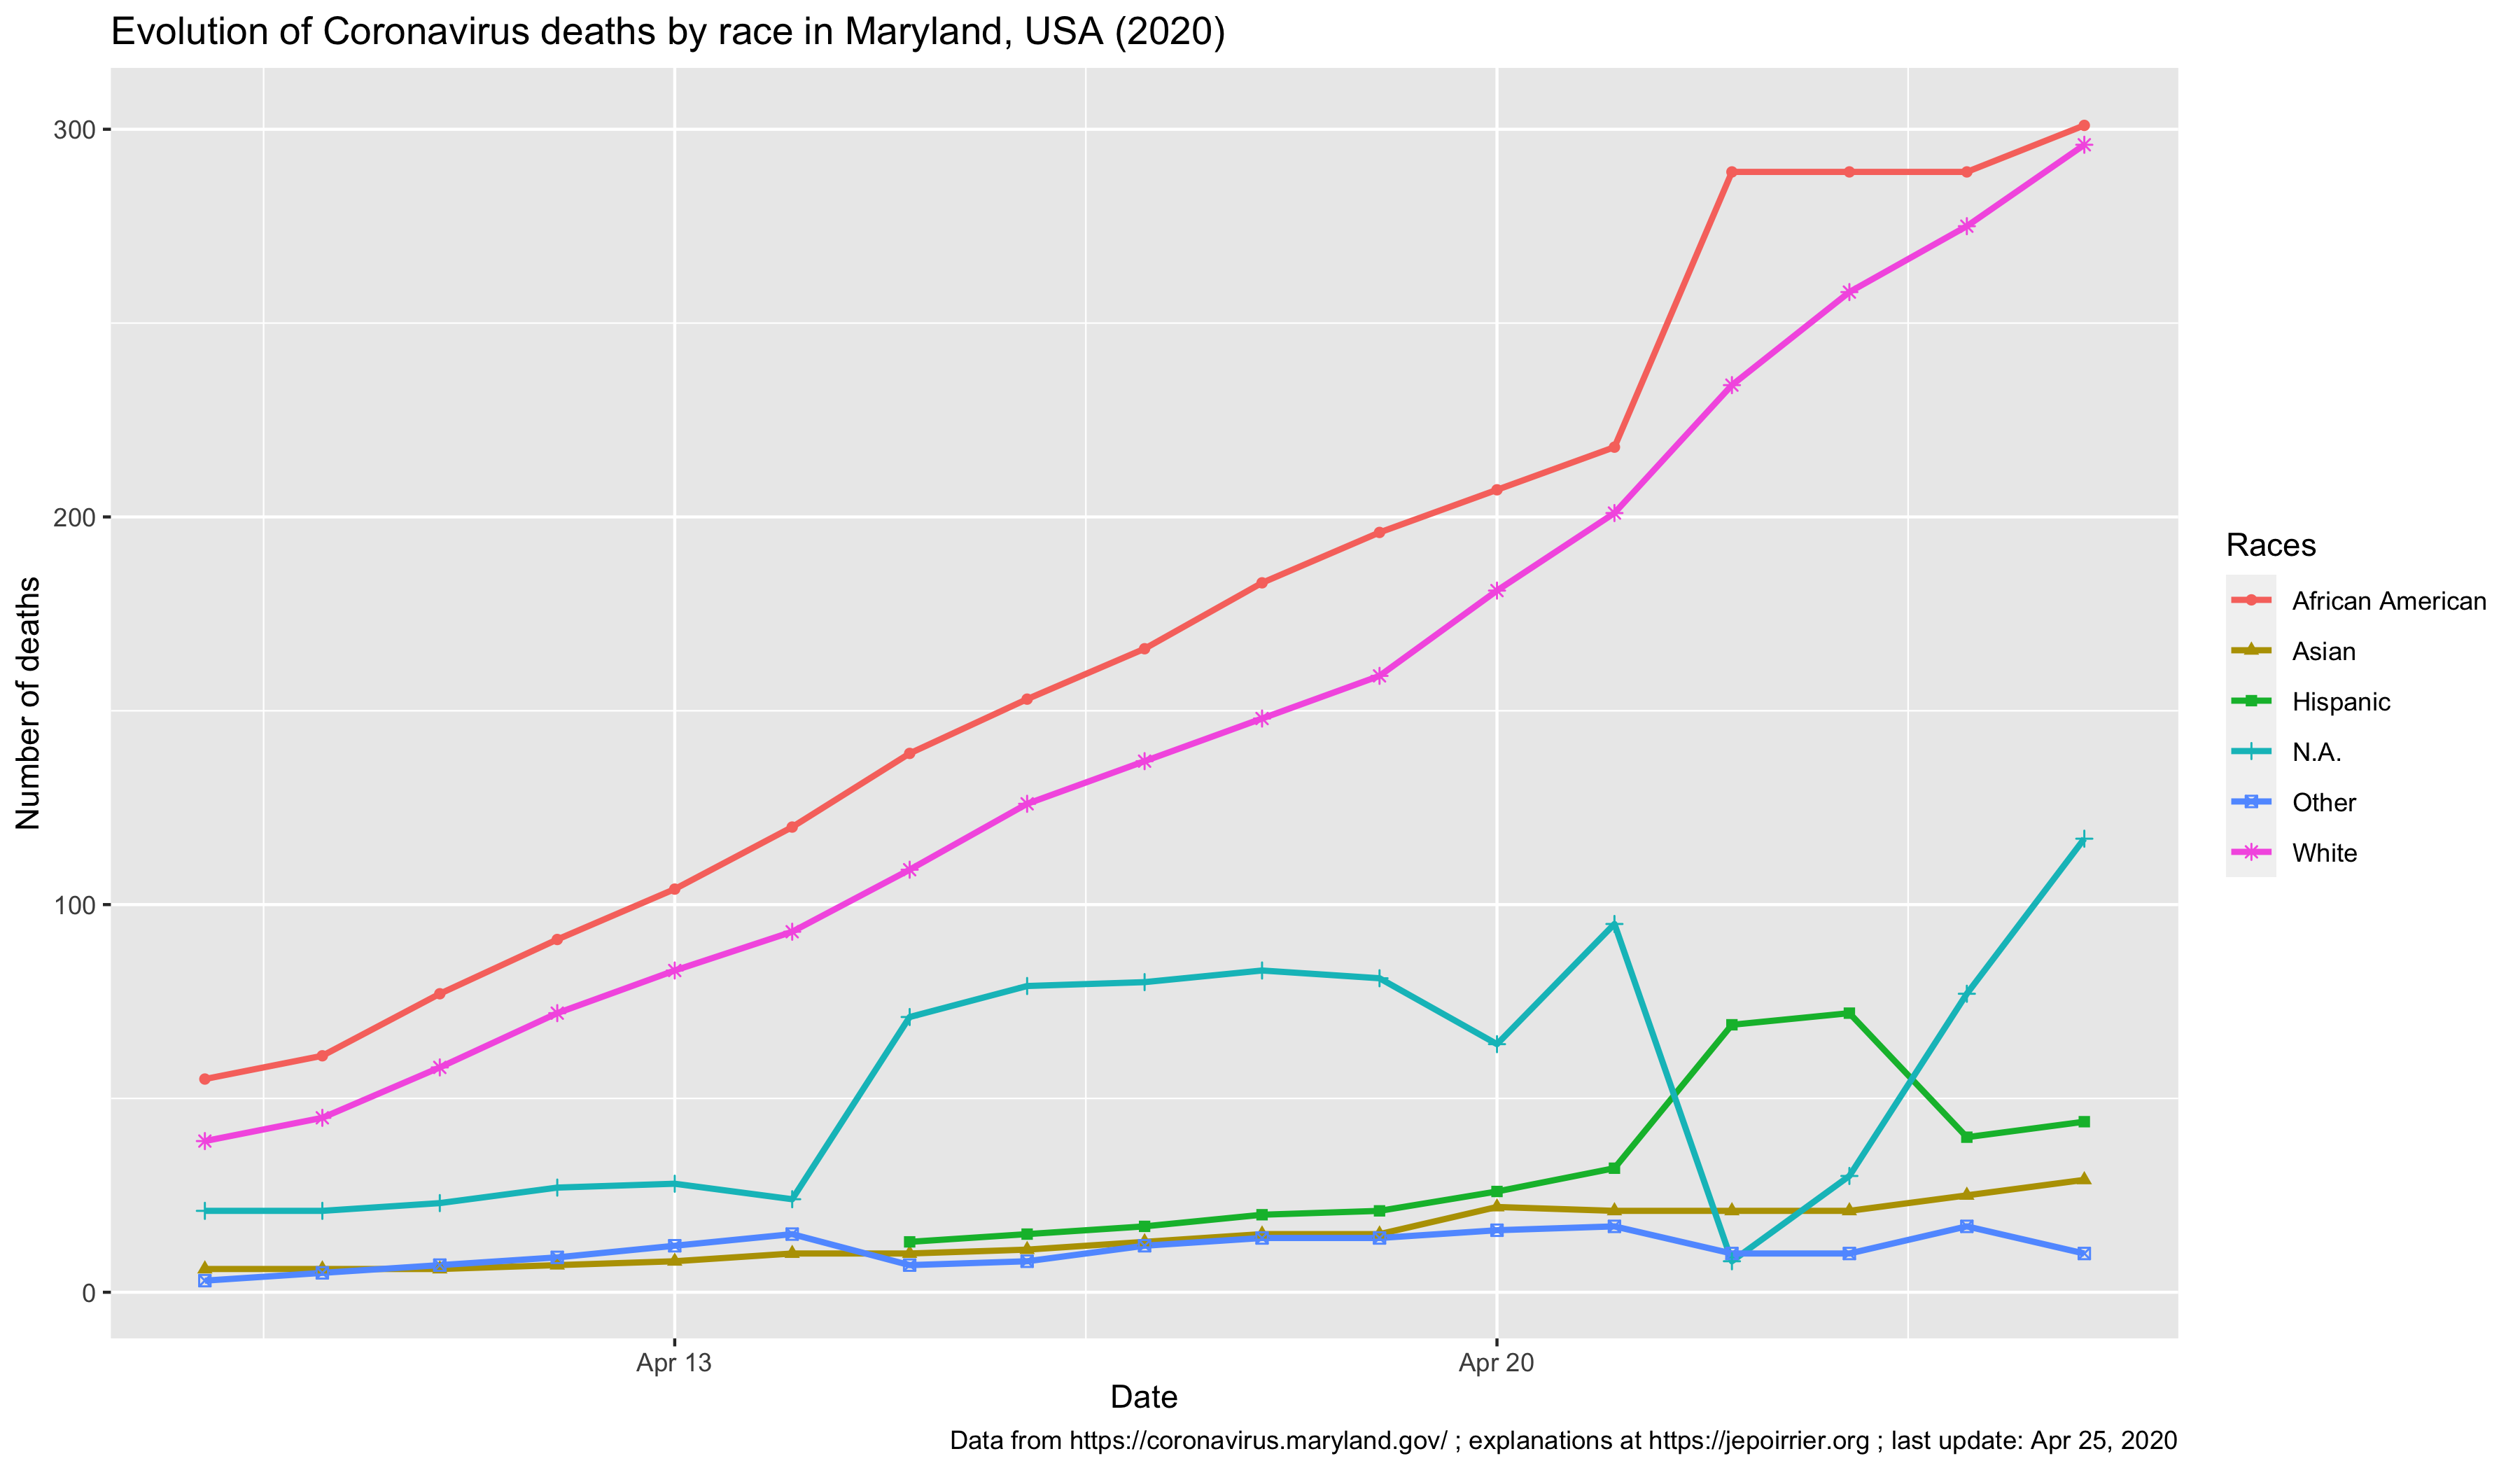 Evolution of Coronavirus deaths by race in Maryland, USA (2020)
Number of deaths
300
200
100
0
Apr 13
Apr 20
Date
Races
African American
Asian
Hispanic
N.A.
Other
White
Data from https://coronavirus.maryland.gov/ ; explanations at https://jepoirrier.org ; last update: Apr 25, 2020